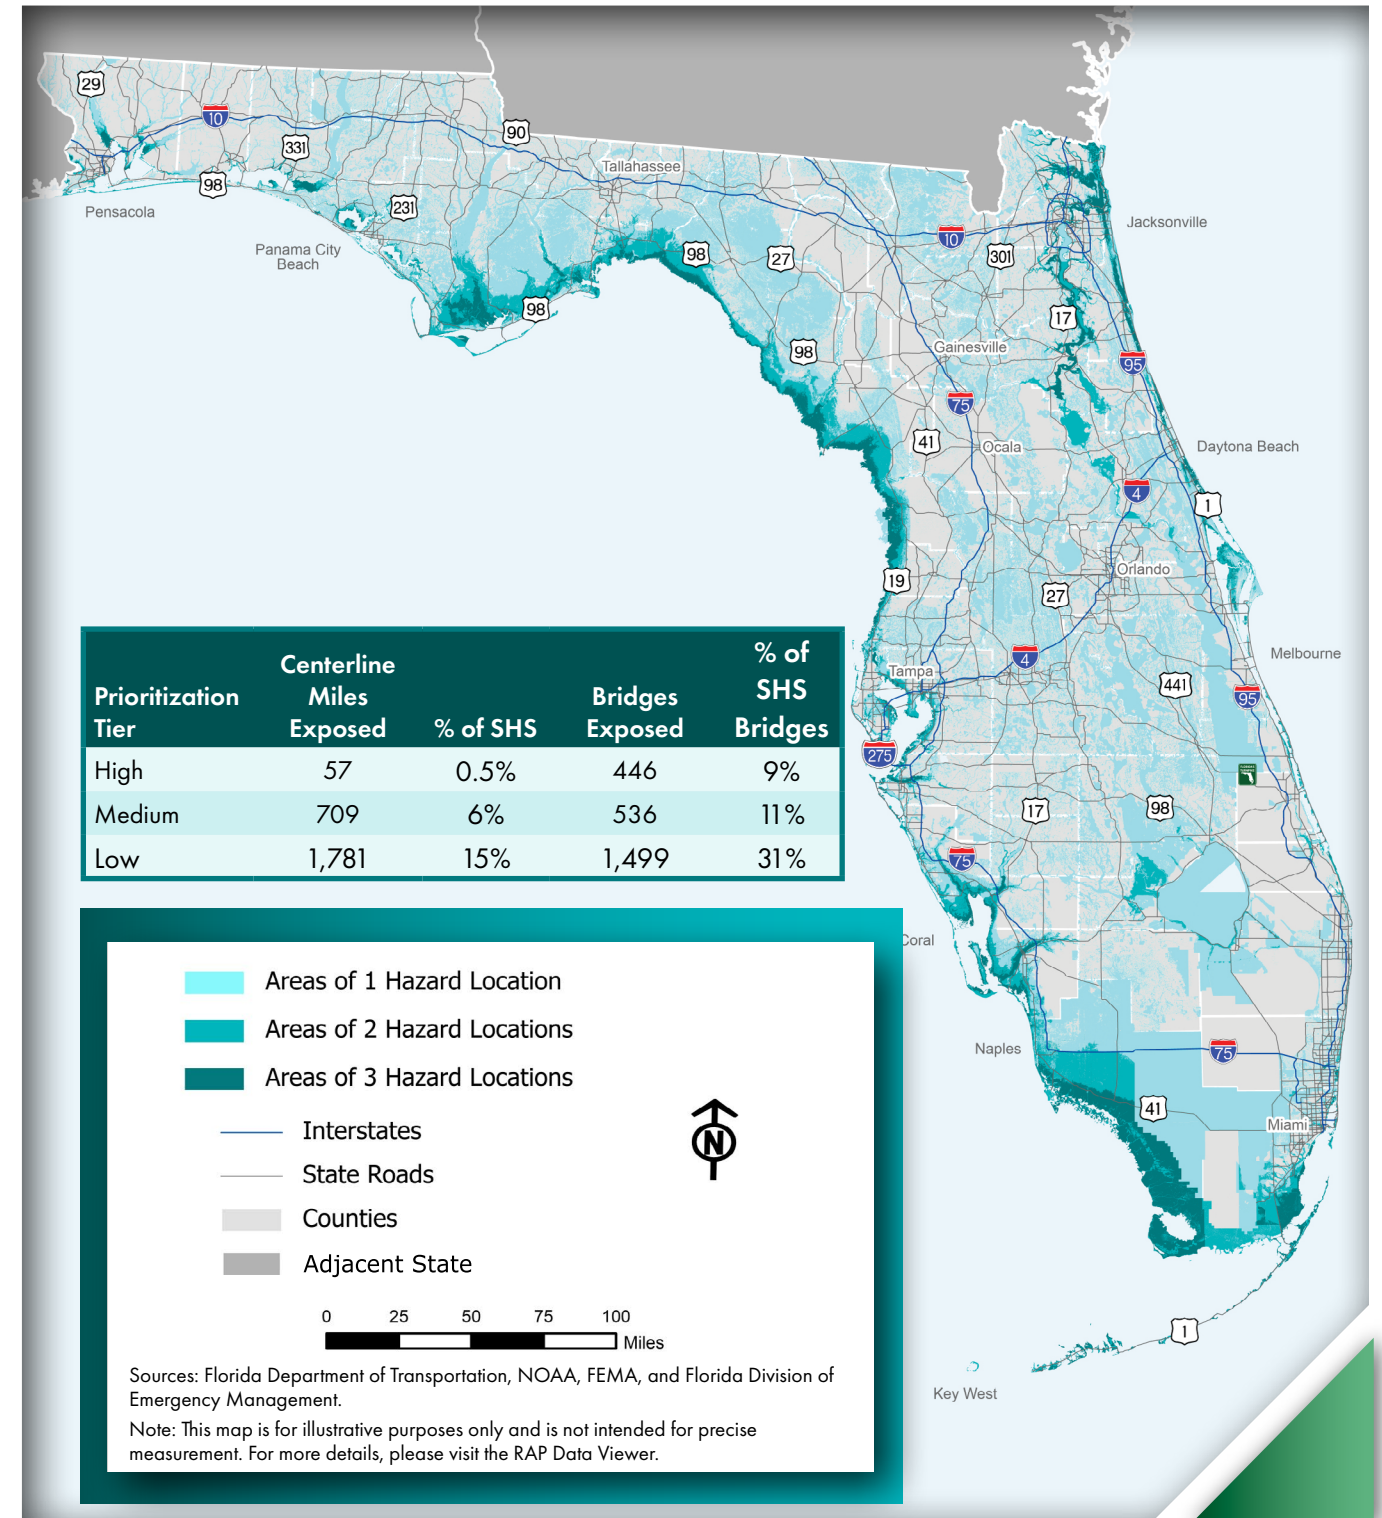 29
10
331
90
98
231
Tallahassee
Pensacola
Panama City
Beach
98
27
10
301
Jacksonville
98
17
98
Gainesville
95
75
41
Ocala
Daytona Beach
4
1
19
27
Orlando
4
Tampa
441
Melbourne
95
275
17
98
75
Coral
Naples
75
41
Miami
1
Key West
Prioritization
Tier
Centerline
Miles
Exposed
% of SHS
Bridges
Exposed
% of
SHS
Bridges
High 57 0.5% 446 9%
Medium 709 6% 536 11%
Low 1,781 15% 1,499 31%
Areas of 1 Hazard Location
Areas of 2 Hazard Locations
Areas of 3 Hazard Locations
Interstates
State Roads
Counties
Adjacent State
N
0 25 50 75 100
Miles
Sources: Florida Department of Transportation, NOAA, FEMA, and Florida Division of
Emergency Management.
Note: This map is for illustrative purposes only and is not intended for precise
measurement. For more details, please visit the RAP Data Viewer.